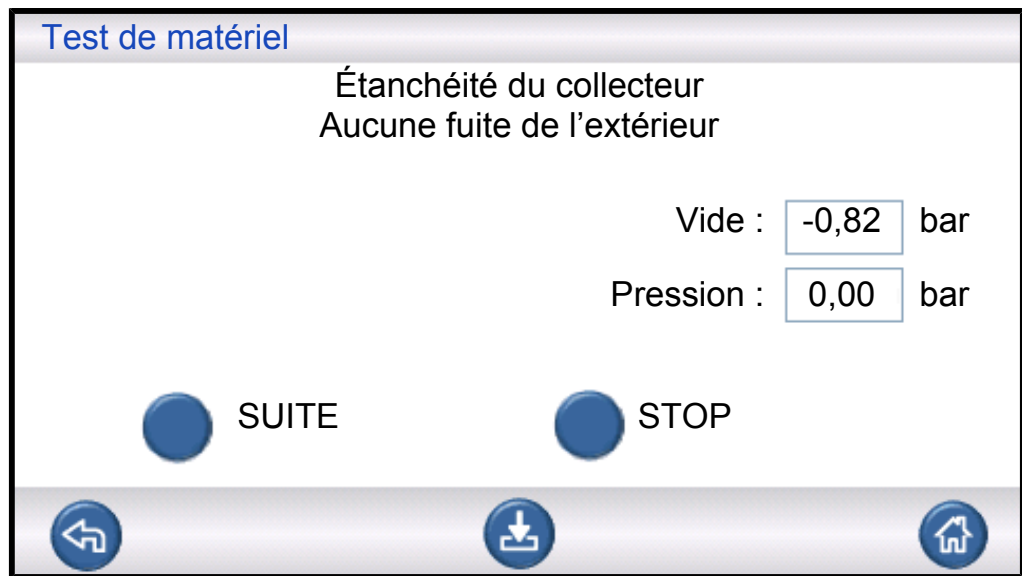 Test de matériel
Étanchéité du collecteur
Aucune fuite de l’extérieur
Vide : -0,82 bar
Pression : 0,00 bar
SUITE STOP